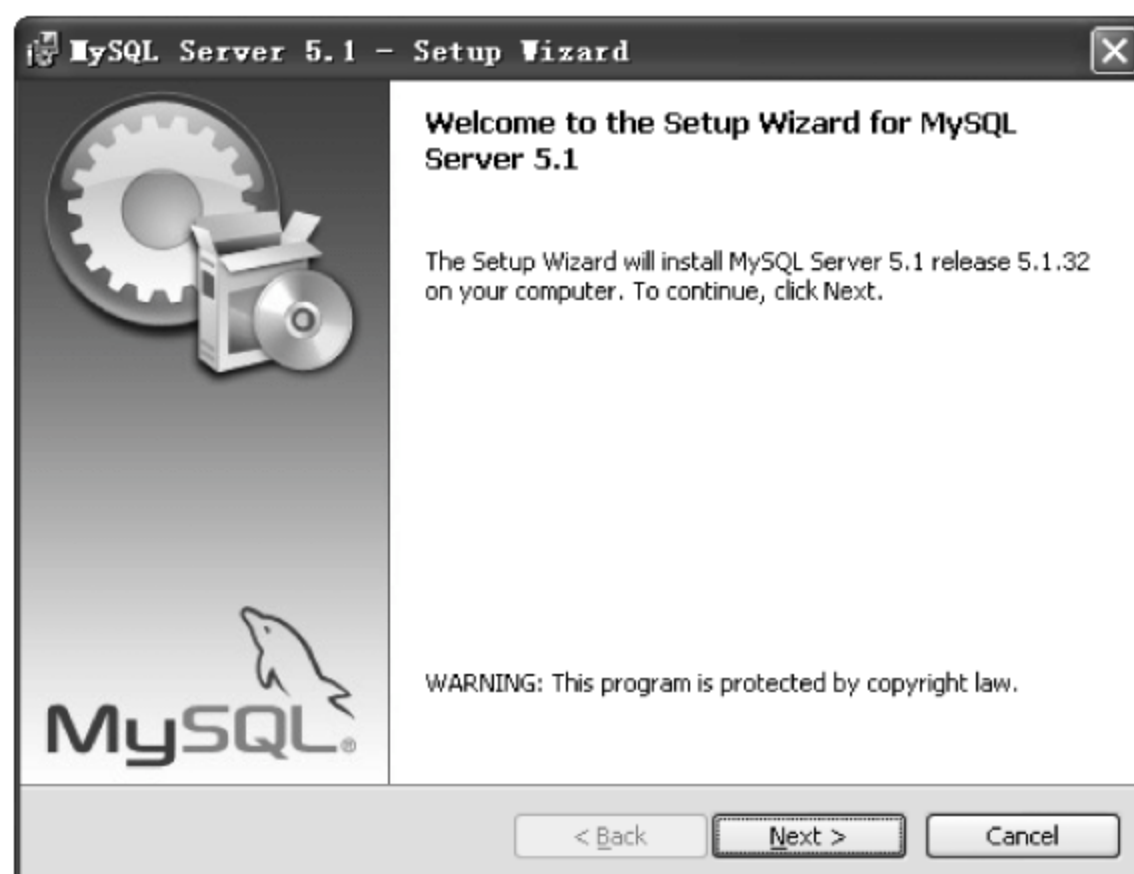 MySQL Server 5.1 - Setup Wizard
Welcome to the Setup Wizard for MySQL
Server 5.1
The Setup Wizard will install MySQL Server 5.1 release 5.1.32
on your computer. To continue, click Next.
WARNING: This program is protected by copyright law.
MySQL®
< Back
Next >
Cancel